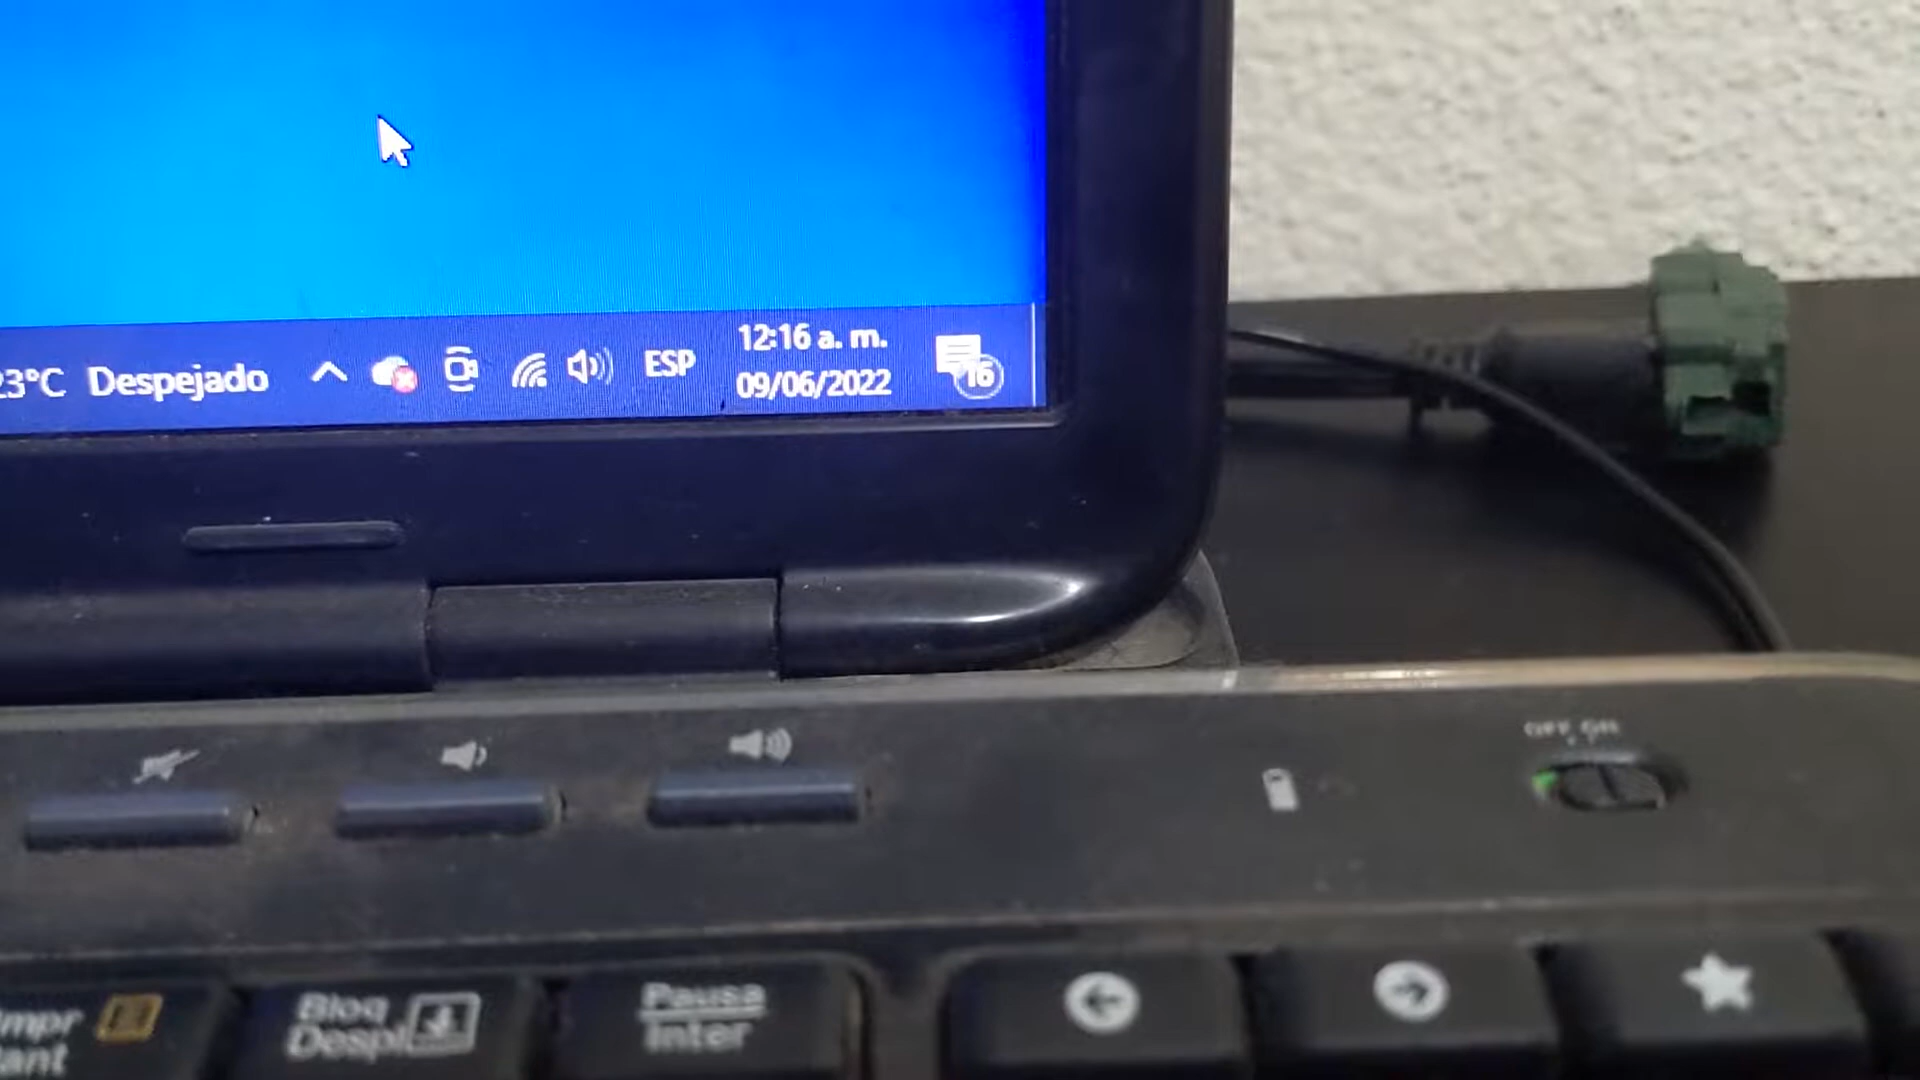 23°C Despejado
ESP
12:16 a. m.
09/06/2022
16
OFF ON
Impr
Pant
Bloq
Despl
Pausa
Inter